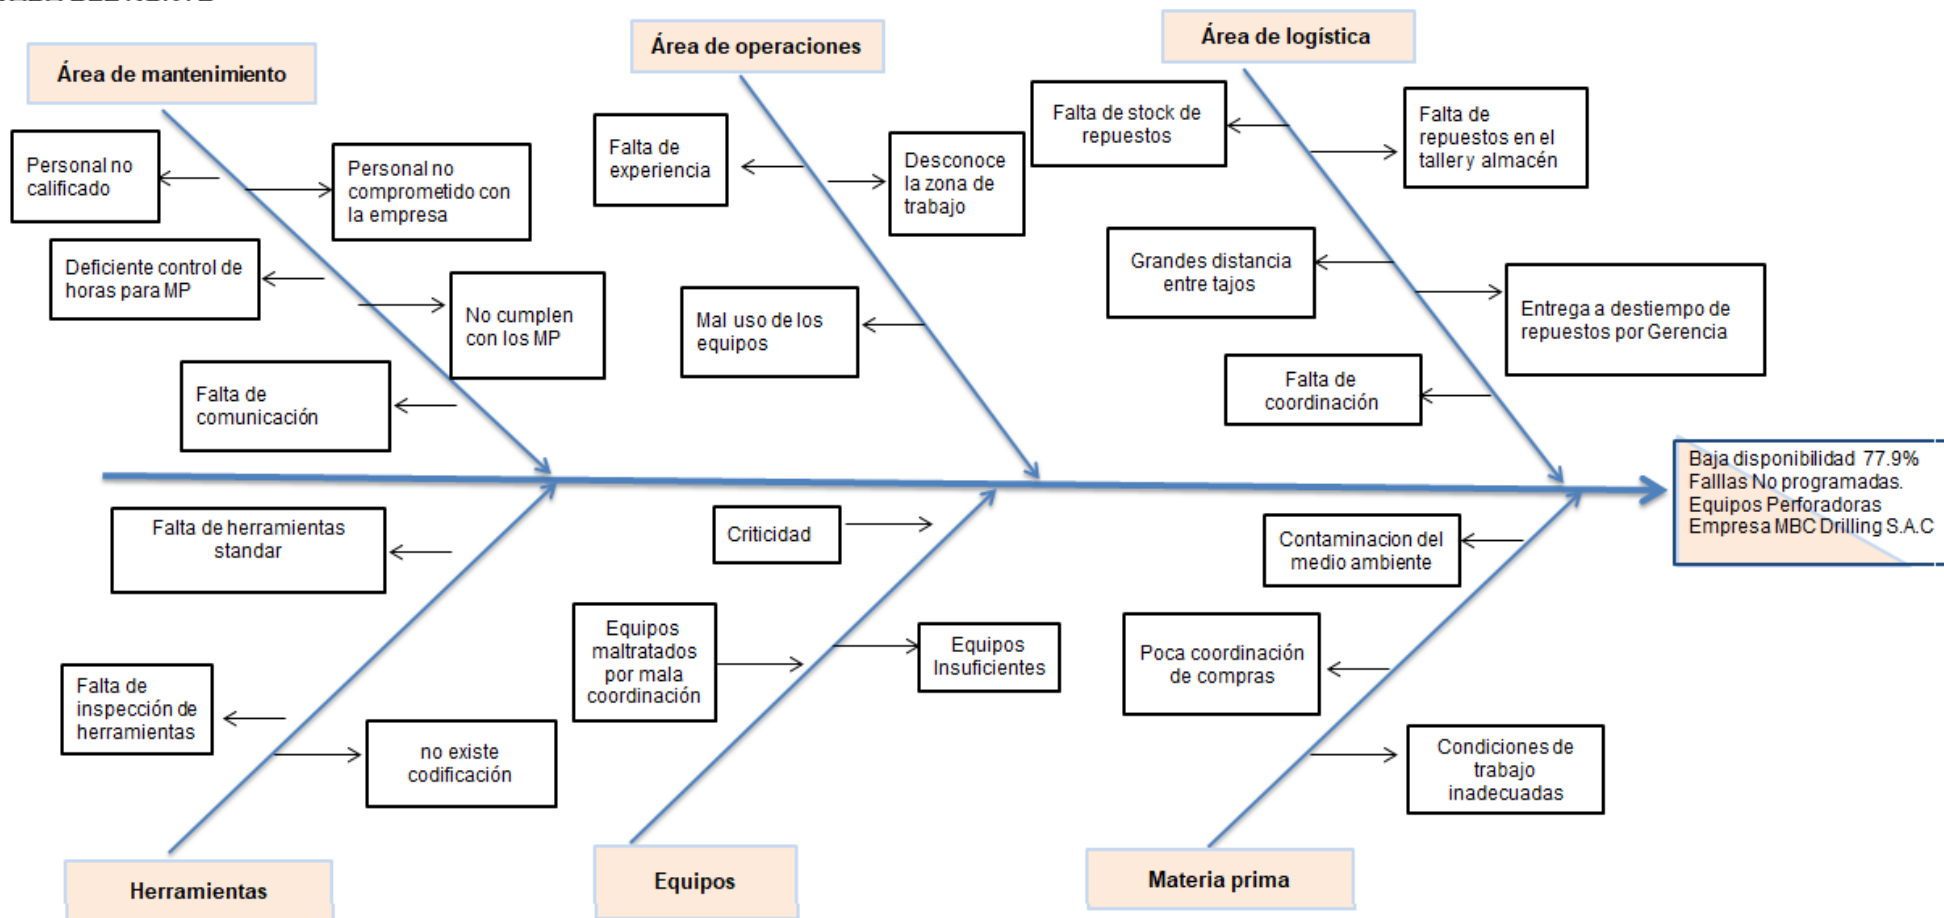 Área de mantenimiento
Área de operaciones
Área de logística
Personal no
calificado
Personal no
comprometido con
la empresa
Deficiente control de
horas para MP
No cumplen
con los MP
Falta de
comunicación
Falta de
experiencia
Desconoce
la zona de
trabajo
Mal uso de los
equipos
Falta de stock de
repuestos
Falta de
repuestos en el
taller y almacén
Grandes distancia
entre tajos
Entrega a destiempo de
repuestos por Gerencia
Falta de
coordinación
Baja disponibilidad 77.9%
Falllas No programadas.
Equipos Perforadoras
Empresa MBC Drilling S.A.C
Falta de herramientas
standar
Falta de
inspección de
herramientas
no existe
codificación
Criticidad
Equipos
maltratados
por mala
coordinación
Equipos
Insuficientes
Contaminacion del
medio ambiente
Poca coordinación
de compras
Condiciones de
trabajo
inadecuadas
Herramientas
Equipos
Materia prima